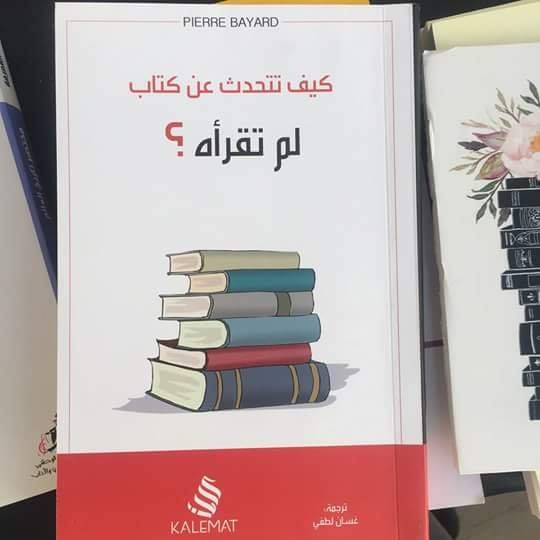 PIERRE BAYARD
كيف تتحدث عن كتاب
لم تقرأه ؟
KALEMAT
ترجمة:
غسان لطفي